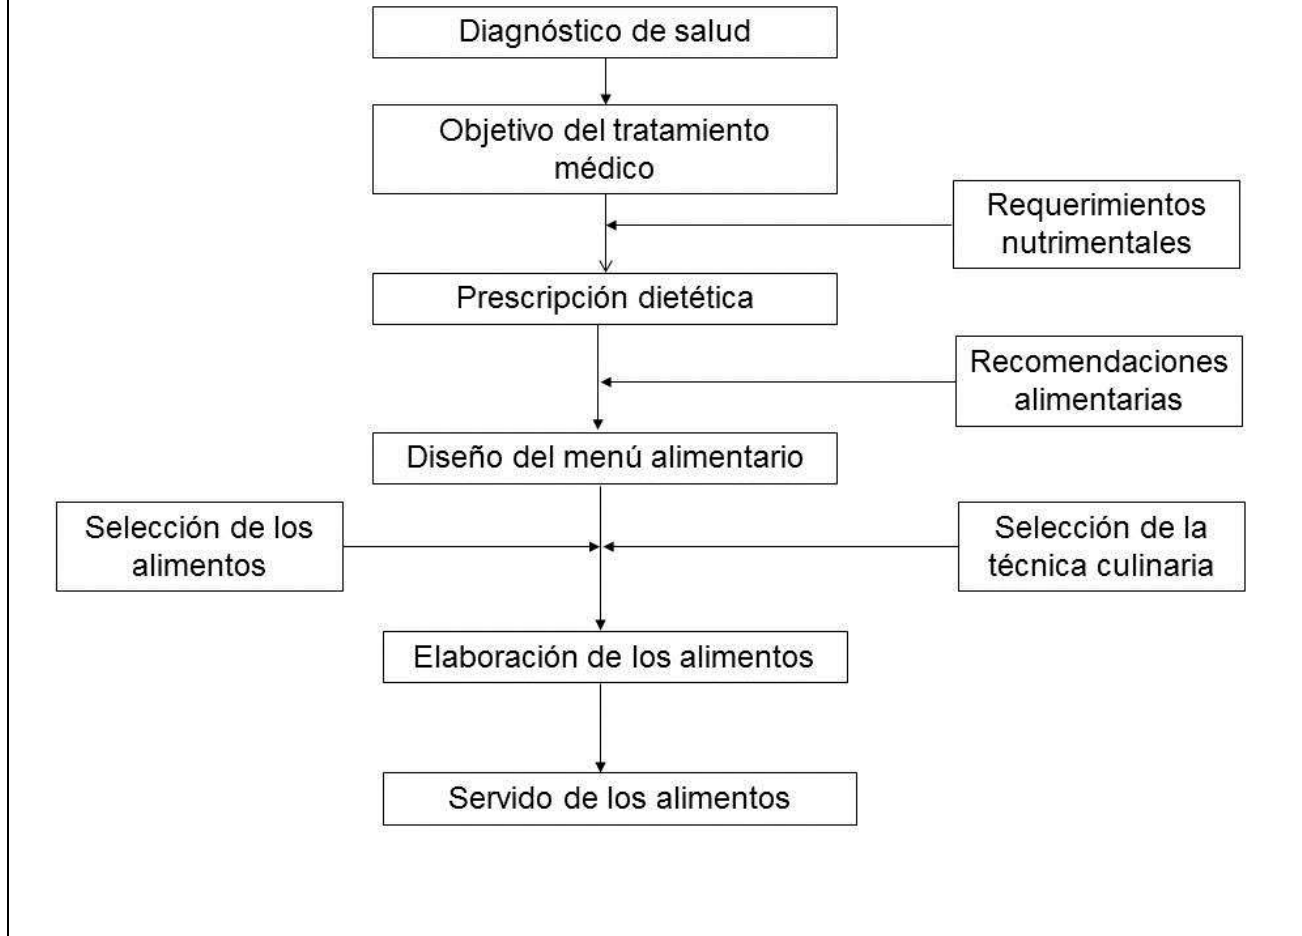 Diagnóstico de salud
Objetivo del tratamiento
médico
Requerimientos
nutrimentales
Prescripción dietética
Recomendaciones
alimentarias
Diseño del menú alimentario
Selección de los
alimentos
Selección de la
técnica culinaria
Elaboración de los alimentos
Servido de los alimentos